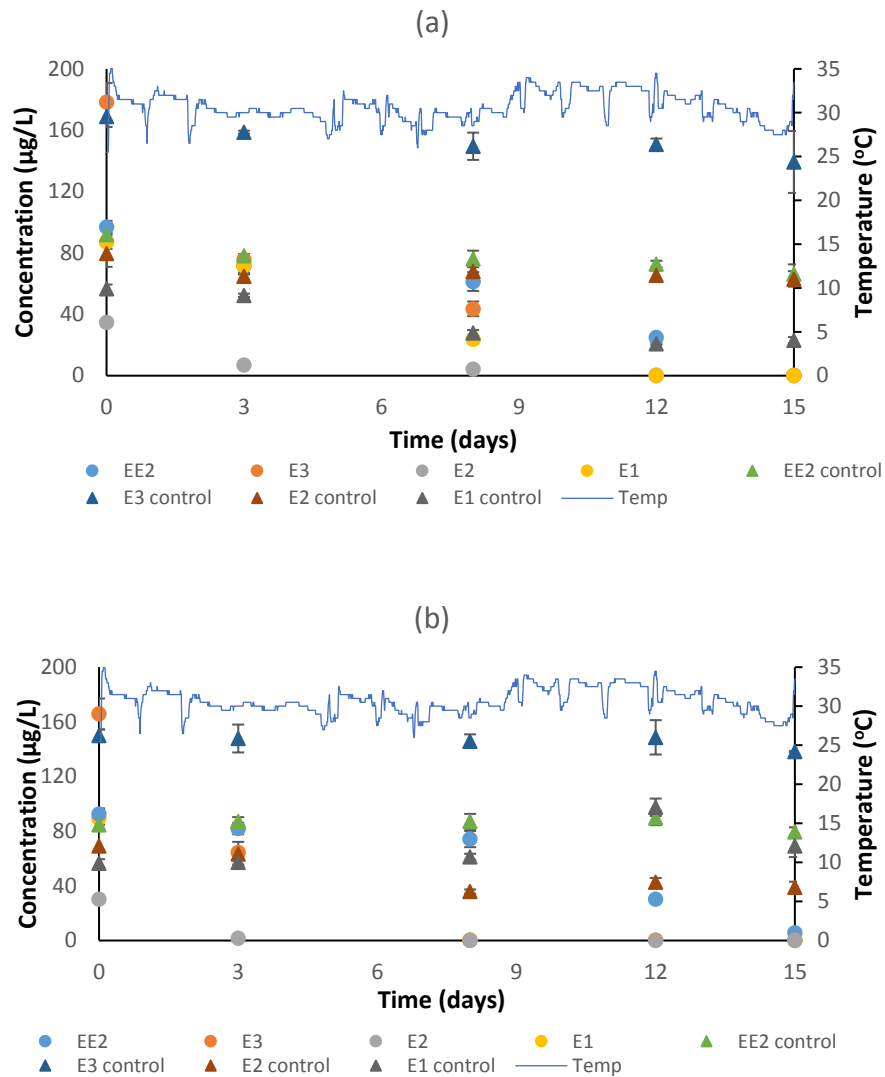 (a)
200
160
120
80
40
0
35
30
25
20
15
10
5
0
0 3 6 9 12 15
Concentration (µg/L)
Temperature (ºC)
Time (days)
EE2 E3 E2 E1 EE2 control
E3 control E2 control E1 control Temp
(b)
200
160
120
80
40
0
35
30
25
20
15
10
5
0
0 3 6 9 12 15
Concentration (µg/L)
Temperature (ºC)
Time (days)
EE2 E3 E2 E1 EE2 control
E3 control E2 control E1 control Temp